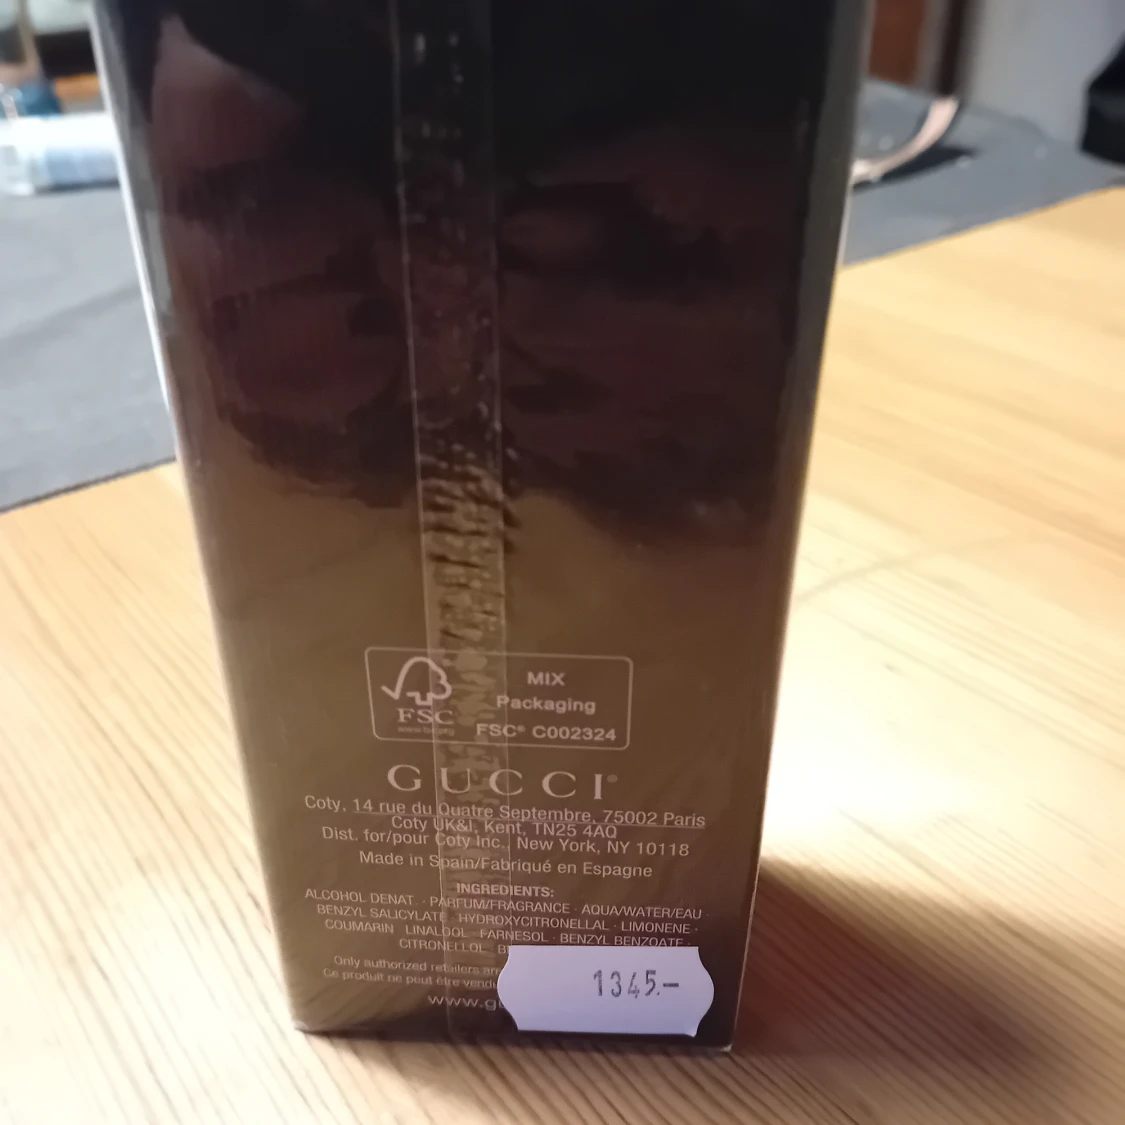 FSC
MIX
Packaging
FSC® C002324
GUCCI®
Coty, 14 rue du Quatre Septembre, 75002 Paris
Coty UK&I, Kent, TN25 4AQ
Dist. for/pour Coty Inc., New York, NY 10118
Made in Spain/Fabriqué en Espagne
INGREDIENTS:
ALCOHOL DENAT · PARFUM/FRAGRANCE · AQUA/WATER/EAU ·
BENZYL SALICYLATE · HYDROXYCITRONELLAL · LIMONENE ·
COUMARIN · LINALOOL · FARNESOL · BENZYL BENZOATE ·
CITRONELLOL
Only authorized retailers
Ce produit ne peut être
1345.-